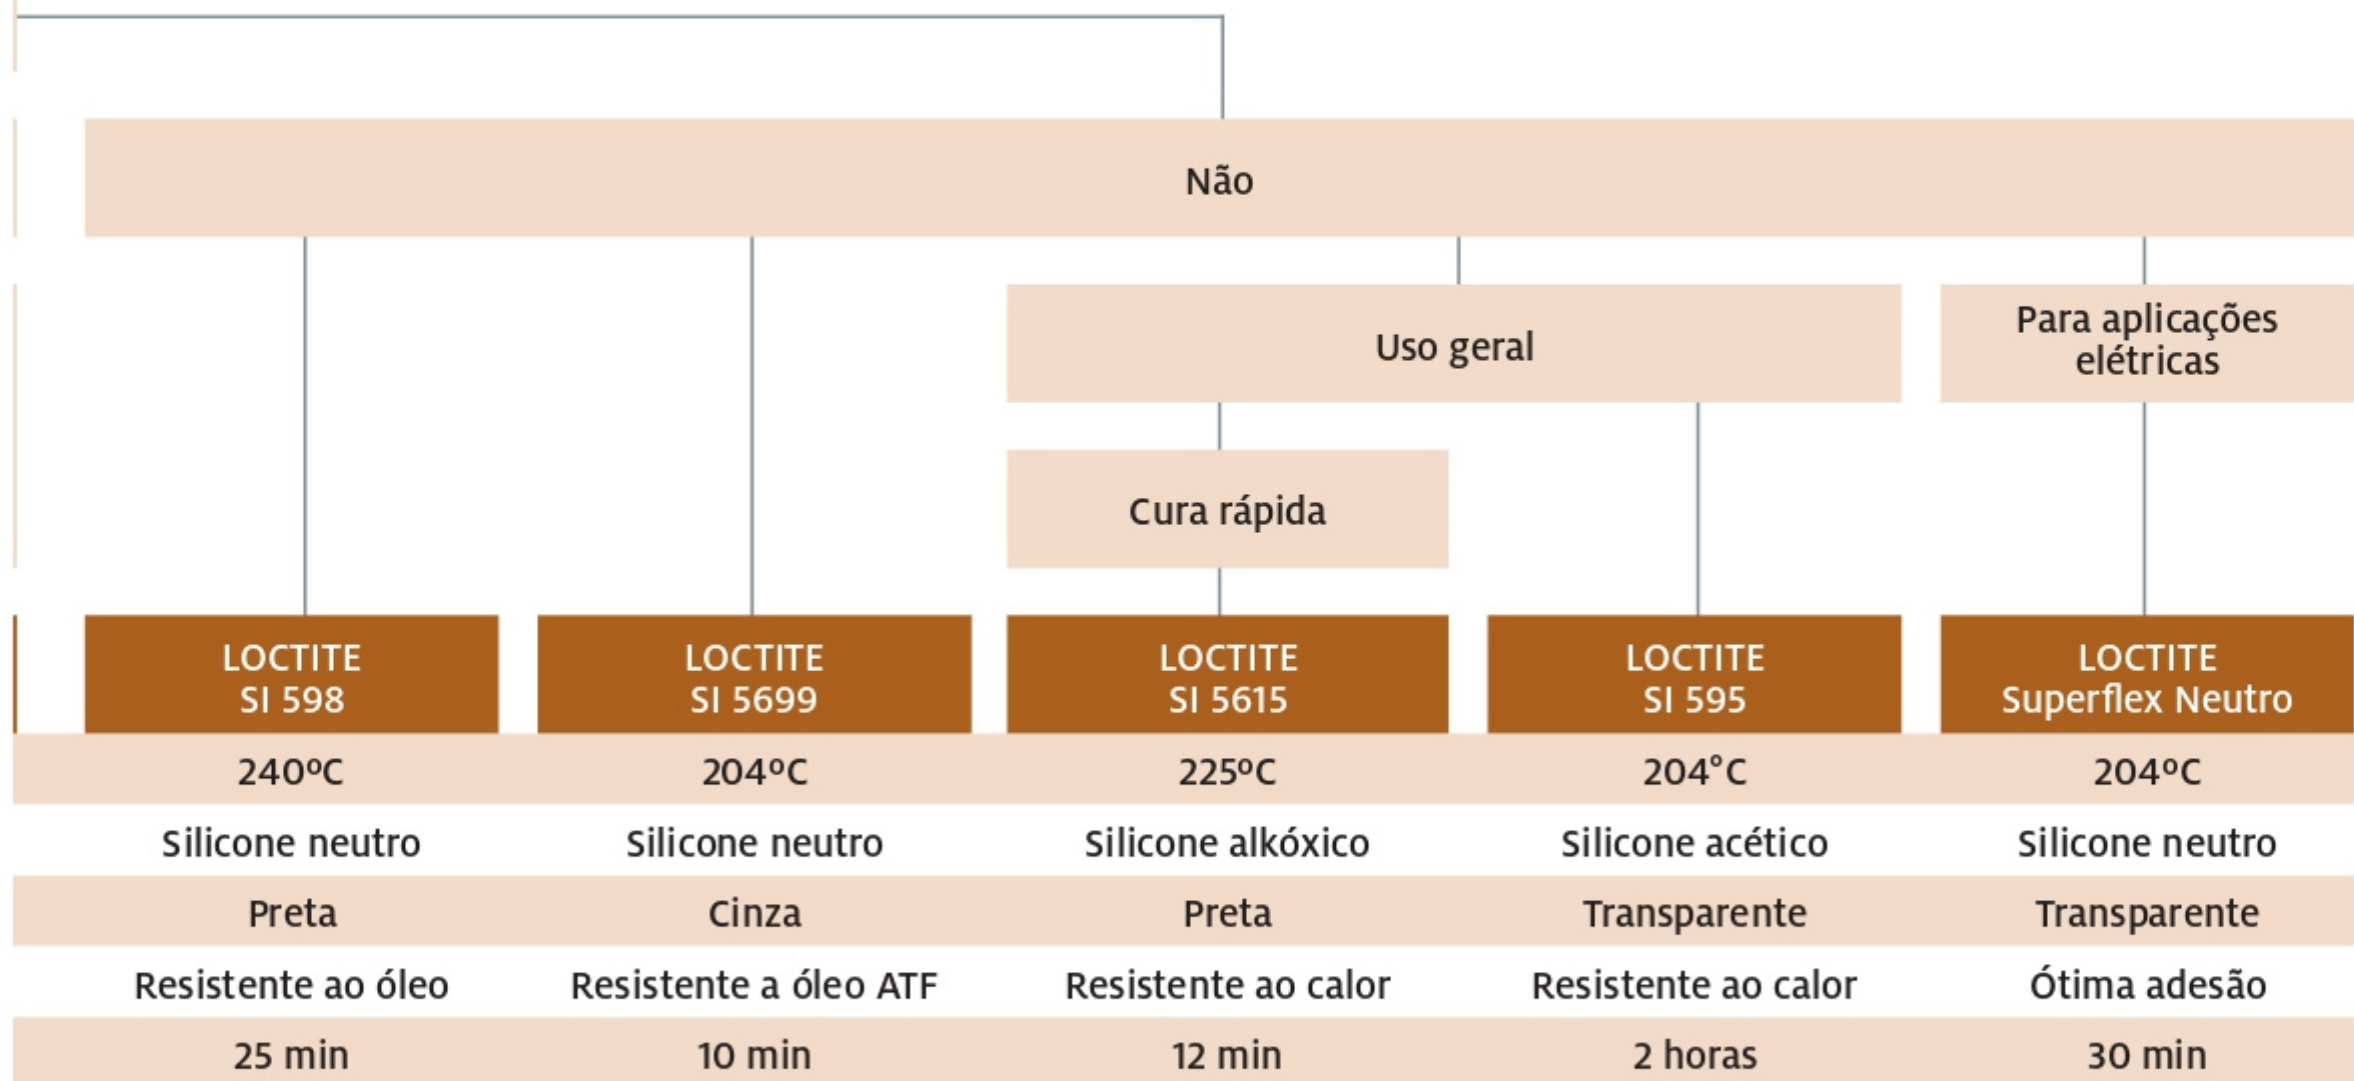 Não
Uso geral
Para aplicações
elétricas
Cura rápida
LOCTITE
SI 598
LOCTITE
SI 5699
LOCTITE
SI 5615
LOCTITE
SI 595
LOCTITE
Superflex Neutro
240ºC 204ºC 225ºC 204°C 204ºC
Silicone neutro Silicone neutro Silicone alkóxico Silicone acético Silicone neutro
Preta Cinza Preta Transparente Transparente
Resistente ao óleo Resistente a óleo ATF Resistente ao calor Resistente ao calor Ótima adesão
25 min 10 min 12 min 2 horas 30 min